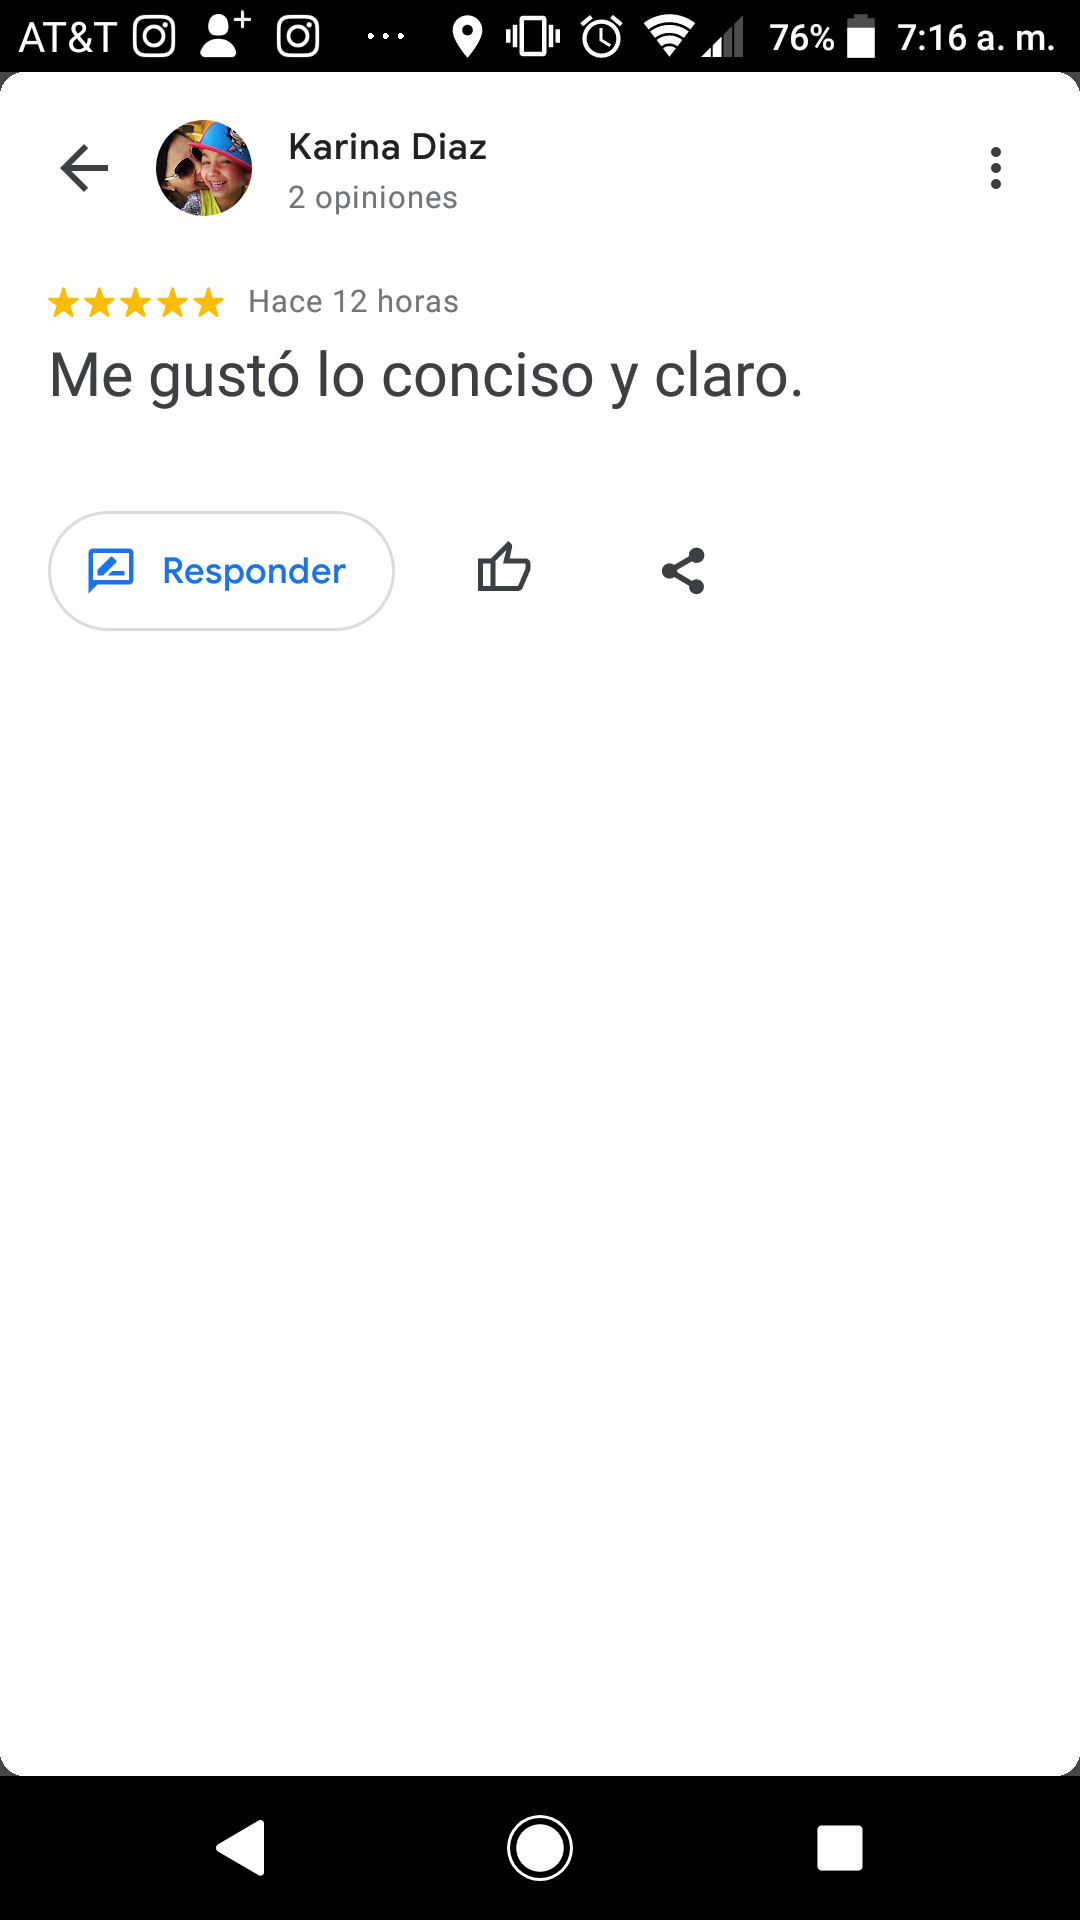 AT&T 76% 7:16 a. m.
Karina Diaz
2 opiniones
Hace 12 horas
Me gustó lo conciso y claro.
Responder